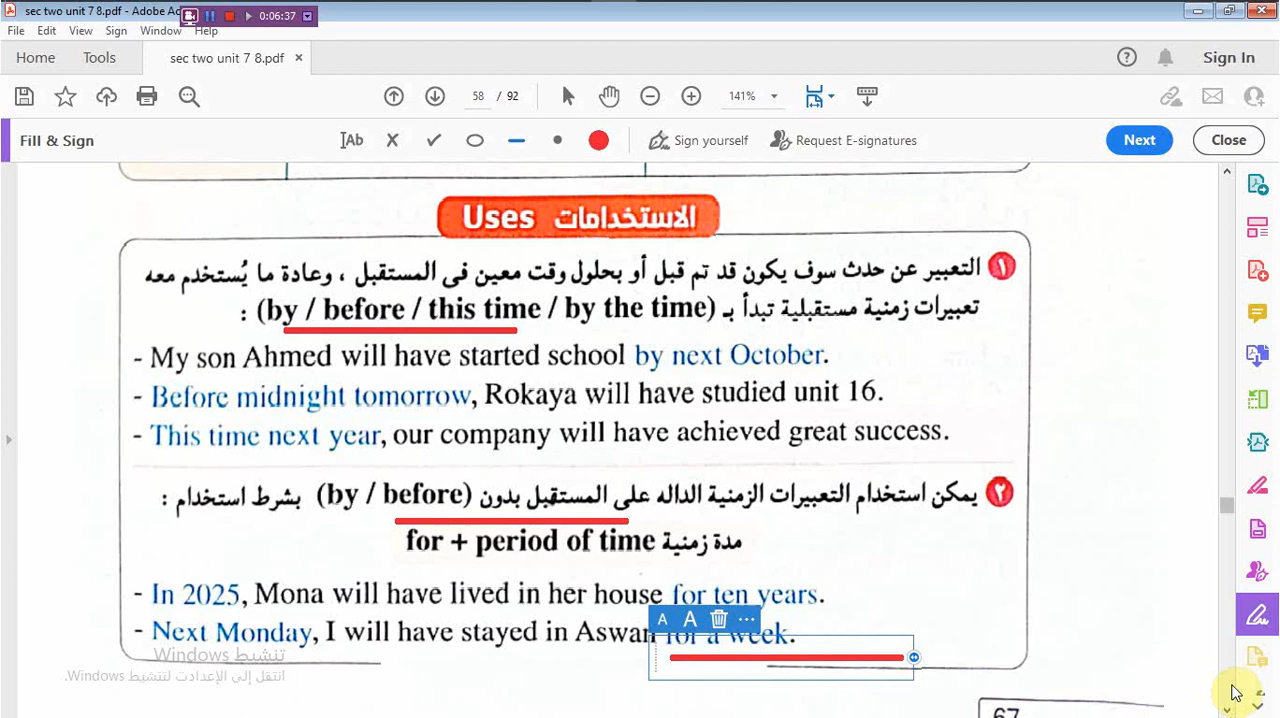 sec two unit 7 8.pdf - Adobe Ac
0:06:37
File Edit View Sign Window Help
Home Tools sec two unit 7 8.pdf × Sign In
58 / 92 141%
Fill & Sign IAb Sign yourself Request E-signatures Next Close
الاستخدامات Uses
١ التعبير عن حدث سوف يكون قد تم قبل أو بحلول وقت معين فى المستقبل ، وعادة ما يُستخدم معه
تعبيرات زمنية مستقبلية تبدأ بـ (by / before / this time / by the time) :
- My son Ahmed will have started school by next October.
- Before midnight tomorrow, Rokaya will have studied unit 16.
- This time next year, our company will have achieved great success.
٢ يمكن استخدام التعبيرات الزمنية الداله على المستقبل بدون (by / before) بشرط استخدام :
for + period of time مدة زمنية
- In 2025, Mona will have lived in her house for ten years.
A A
- Next Monday, I will have stayed in Aswan for a week.
تنشيط Windows
انتقل إلى الإعدادات لتنشيط Windows.
67